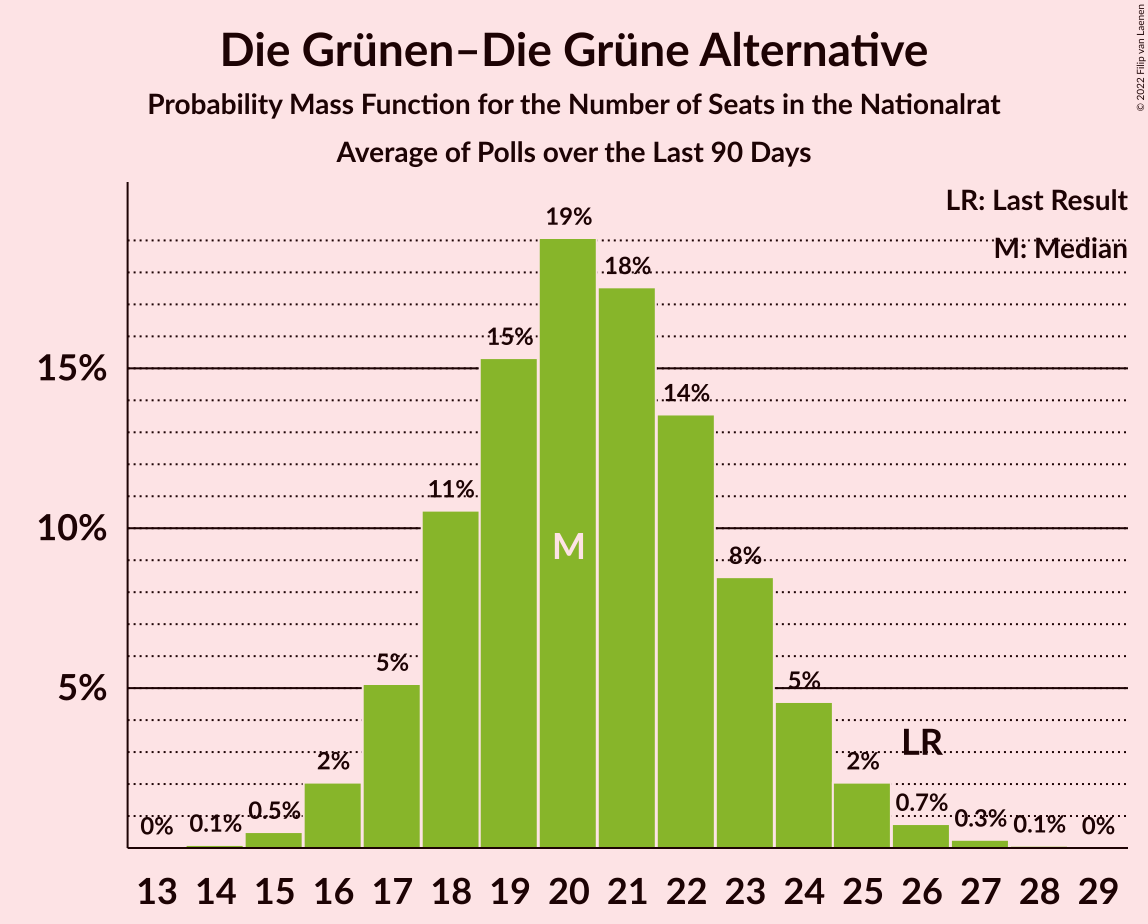 Die Grünen–Die Grüne Alternative
Probability Mass Function for the Number of Seats in the Nationalrat
Average of Polls over the Last 90 Days
© 2022 Filip van Laenen
LR: Last Result
M: Median
19%
18%
15%
15%
14%
11%
10%
M
8%
5%
5%
5%
LR
2%
2%
0%
0.1%
0.5%
0.7%
0.3%
0.1%
0%
13 14 15 16 17 18 19 20 21 22 23 24 25 26 27 28 29